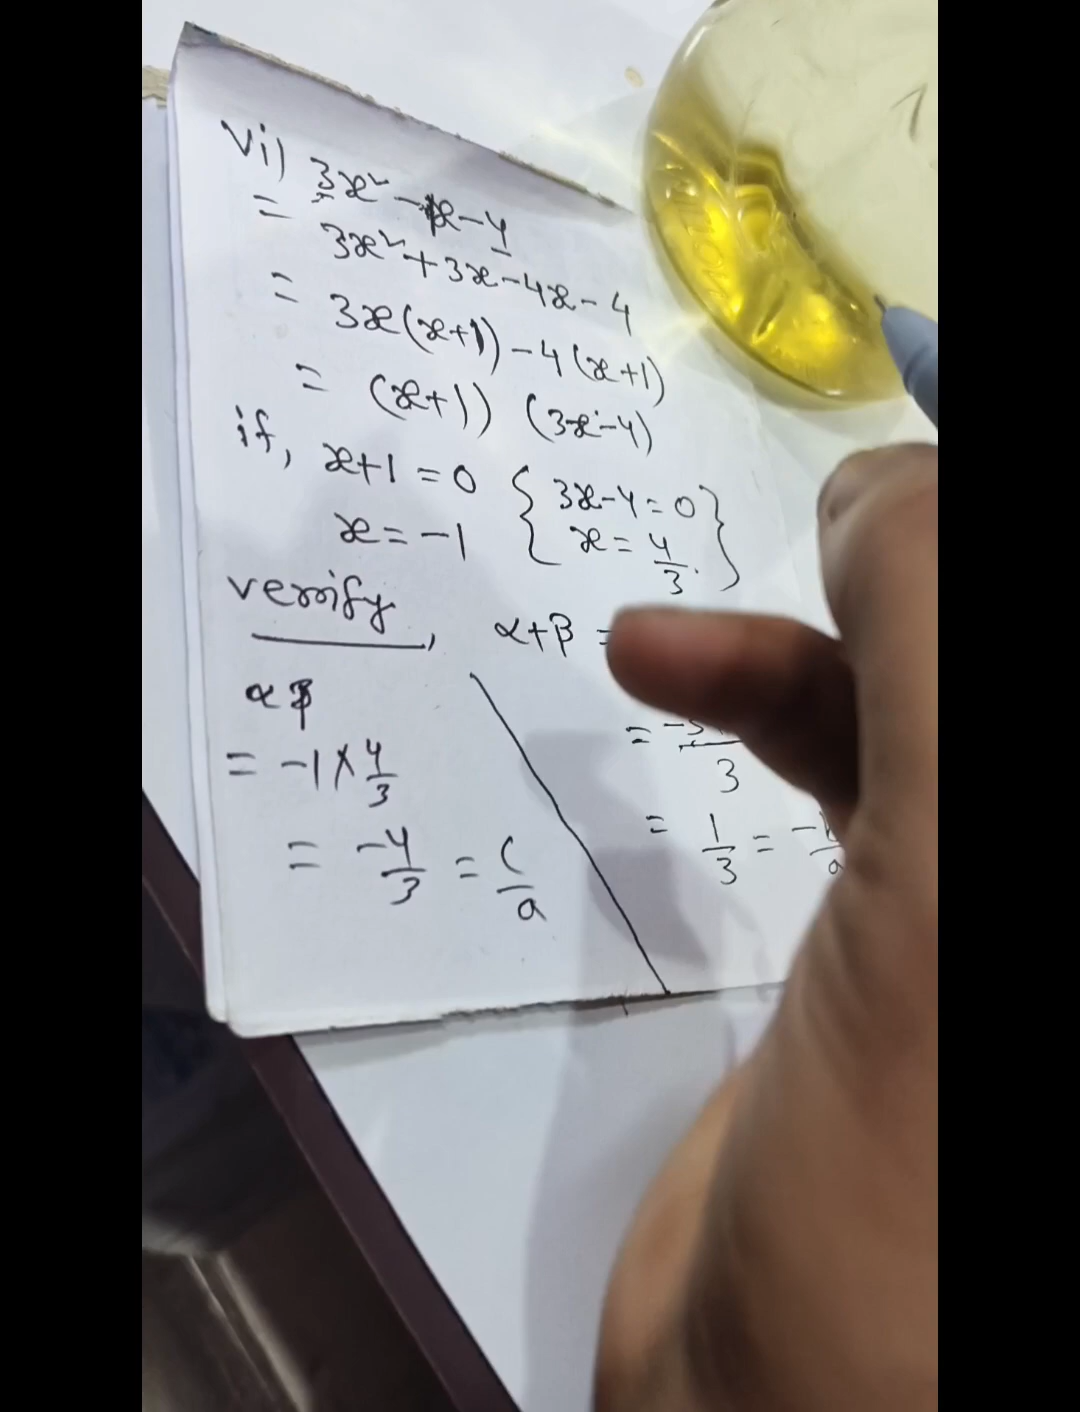 vi) 3x² - x - 4
= 3x² + 3x - 4x - 4
= 3x(x+1) - 4(x+1)
= (x+1)) (3x-4)
if, x+1 = 0 { 3x-4 = 0
x = -1 x = 4/3. }
verify, α+β =
αβ
= -1 × 4/3
= -4/3 = c/a
=
3
= 1/3 =